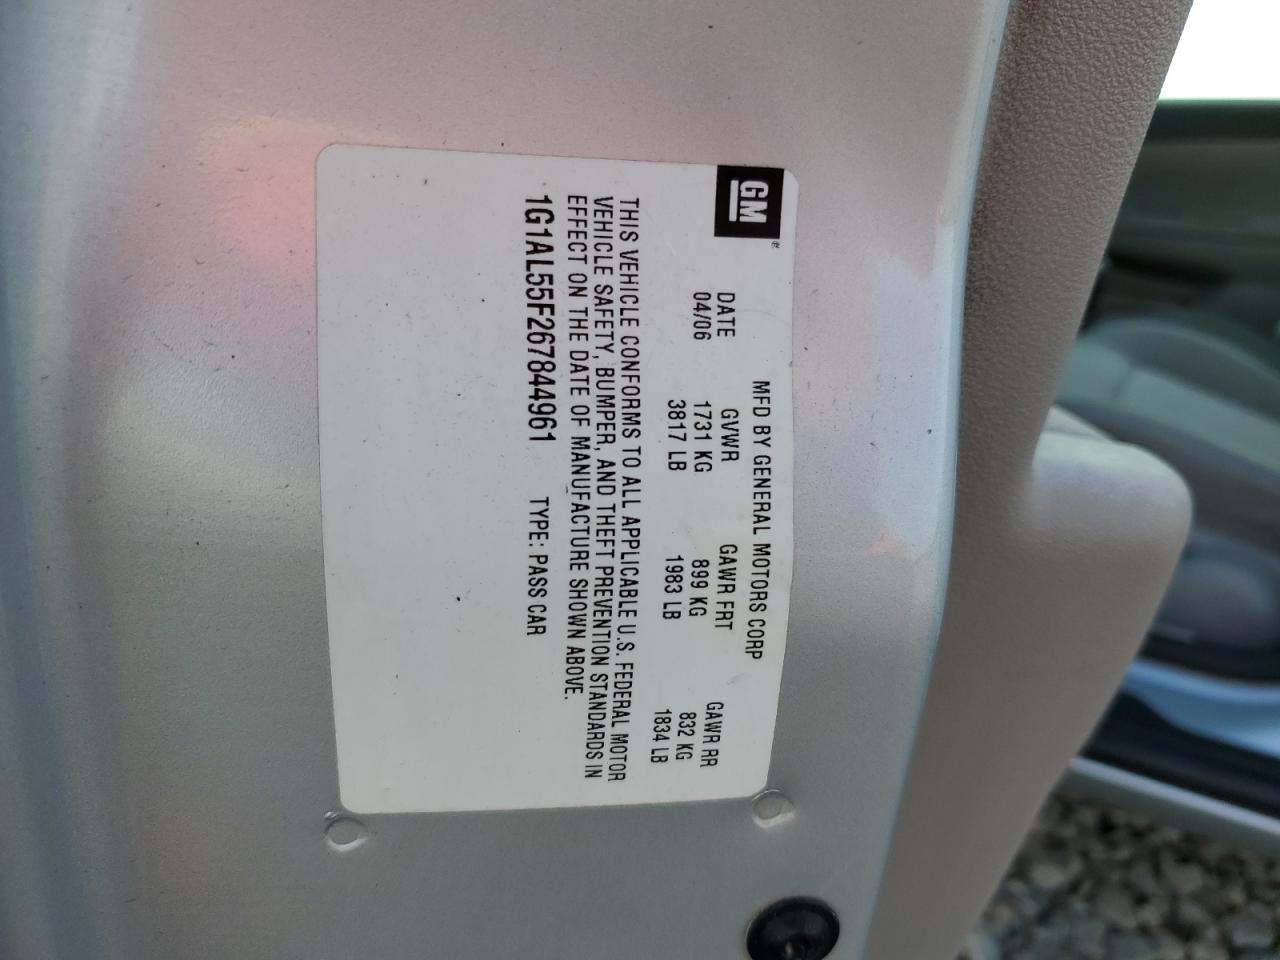 GM
MFD BY GENERAL MOTORS CORP
DATE GVWR GAWR FRT GAWR RR
04/06 1731 KG 899 KG 832 KG
3817 LB 1983 LB 1834 LB
THIS VEHICLE CONFORMS TO ALL APPLICABLE U.S. FEDERAL MOTOR
VEHICLE SAFETY, BUMPER, AND THEFT PREVENTION STANDARDS IN
EFFECT ON THE DATE OF MANUFACTURE SHOWN ABOVE.
1G1AL55F267844961 TYPE: PASS CAR